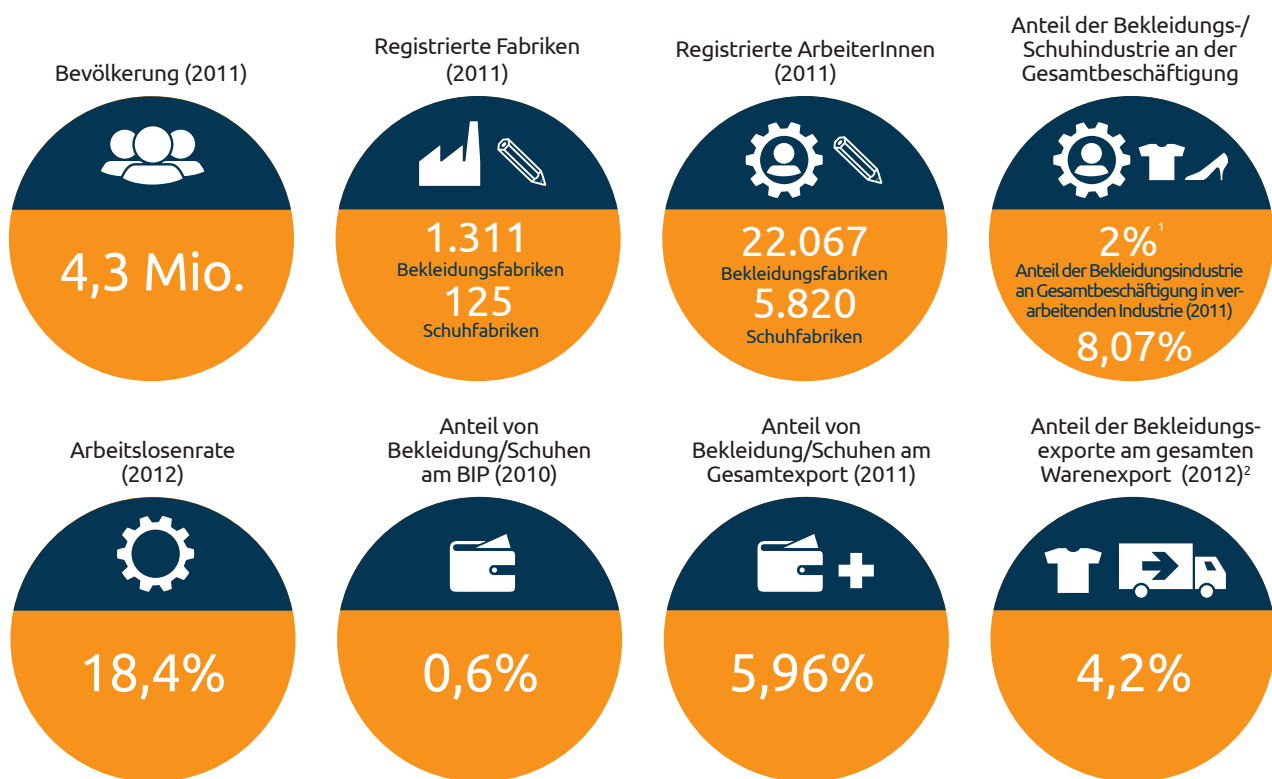 Bevölkerung (2011)
4,3 Mio.
Registrierte Fabriken
(2011)
1.311
Bekleidungsfabriken
125
Schuhfabriken
Registrierte ArbeiterInnen
(2011)
22.067
Bekleidungsfabriken
5.820
Schuhfabriken
Anteil der Bekleidungs-/
Schuhindustrie an der
Gesamtbeschäftigung
2%¹
Anteil der Bekleidungsindustrie
an Gesamtbeschäftigung in ver-
arbeitenden Industrie (2011)
8,07%
Arbeitslosenrate
(2012)
18,4%
Anteil von
Bekleidung/Schuhen
am BIP (2010)
0,6%
Anteil von
Bekleidung/Schuhen am
Gesamtexport (2011)
5,96%
Anteil der Bekleidungs-
exporte am gesamten
Warenexport (2012)²
4,2%